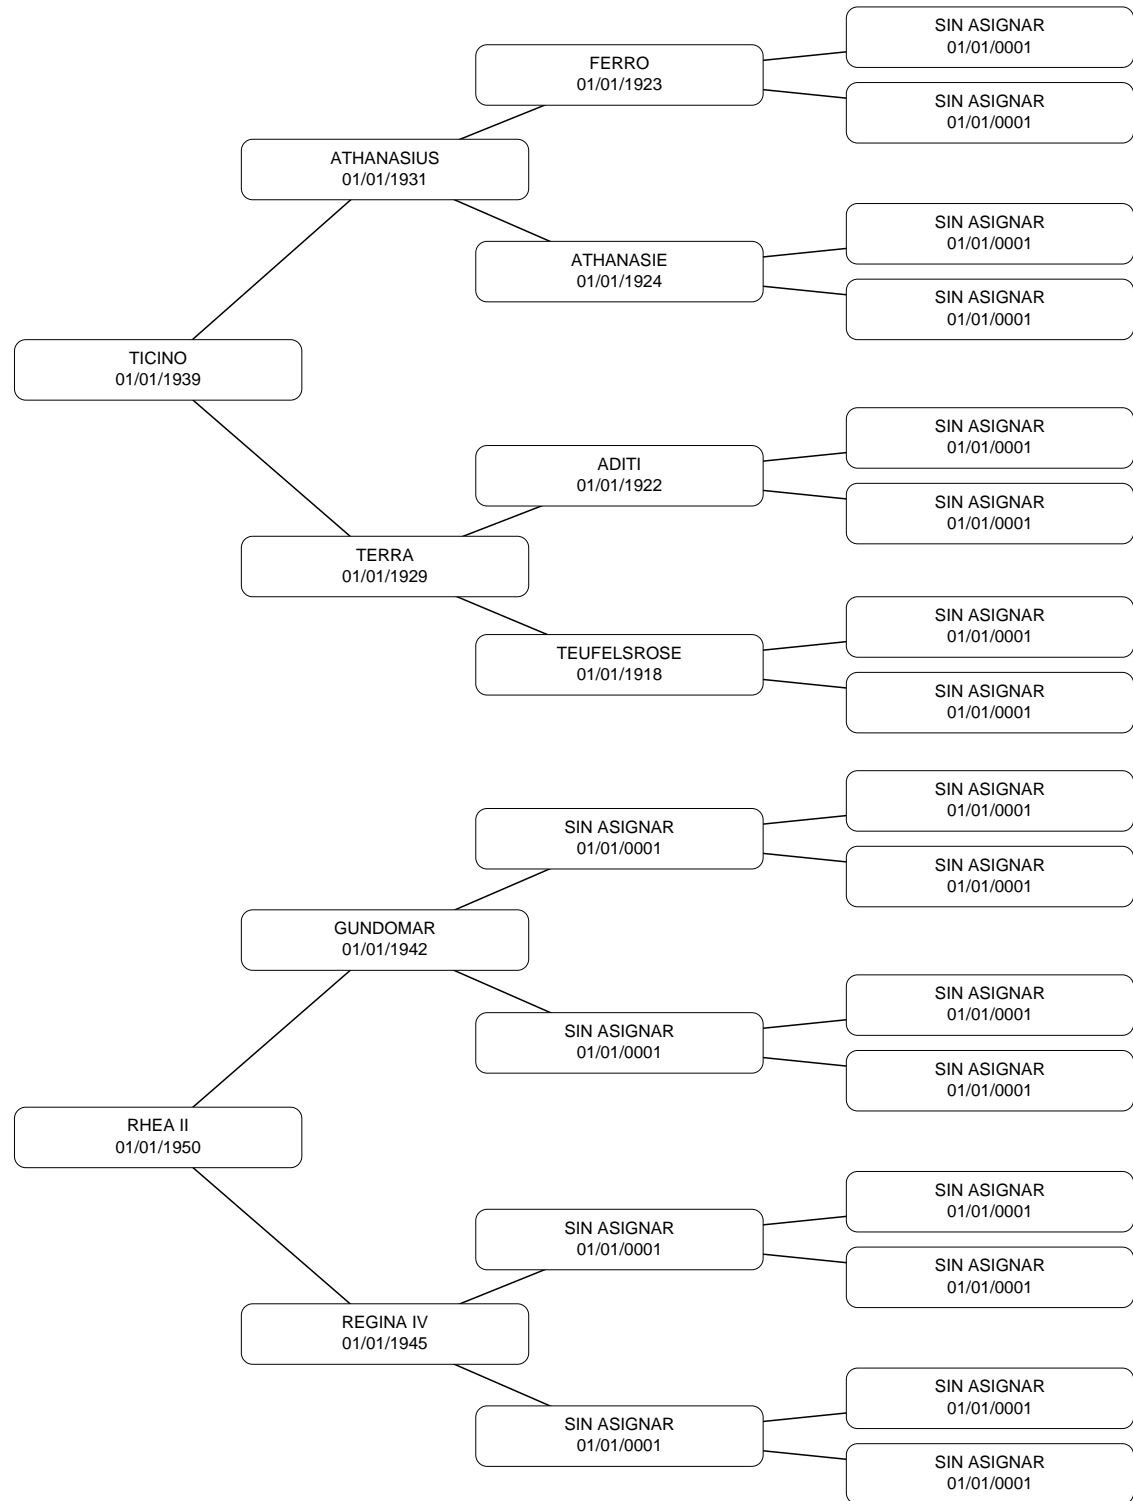 SIN ASIGNAR
01/01/0001
FERRO
01/01/1923
SIN ASIGNAR
01/01/0001
ATHANASIUS
01/01/1931
SIN ASIGNAR
01/01/0001
ATHANASIE
01/01/1924
SIN ASIGNAR
01/01/0001
TICINO
01/01/1939
SIN ASIGNAR
01/01/0001
ADITI
01/01/1922
SIN ASIGNAR
01/01/0001
TERRA
01/01/1929
SIN ASIGNAR
01/01/0001
TEUFELSROSE
01/01/1918
SIN ASIGNAR
01/01/0001
SIN ASIGNAR
01/01/0001
SIN ASIGNAR
01/01/0001
SIN ASIGNAR
01/01/0001
GUNDOMAR
01/01/1942
SIN ASIGNAR
01/01/0001
SIN ASIGNAR
01/01/0001
SIN ASIGNAR
01/01/0001
RHEA II
01/01/1950
SIN ASIGNAR
01/01/0001
SIN ASIGNAR
01/01/0001
SIN ASIGNAR
01/01/0001
REGINA IV
01/01/1945
SIN ASIGNAR
01/01/0001
SIN ASIGNAR
01/01/0001
SIN ASIGNAR
01/01/0001